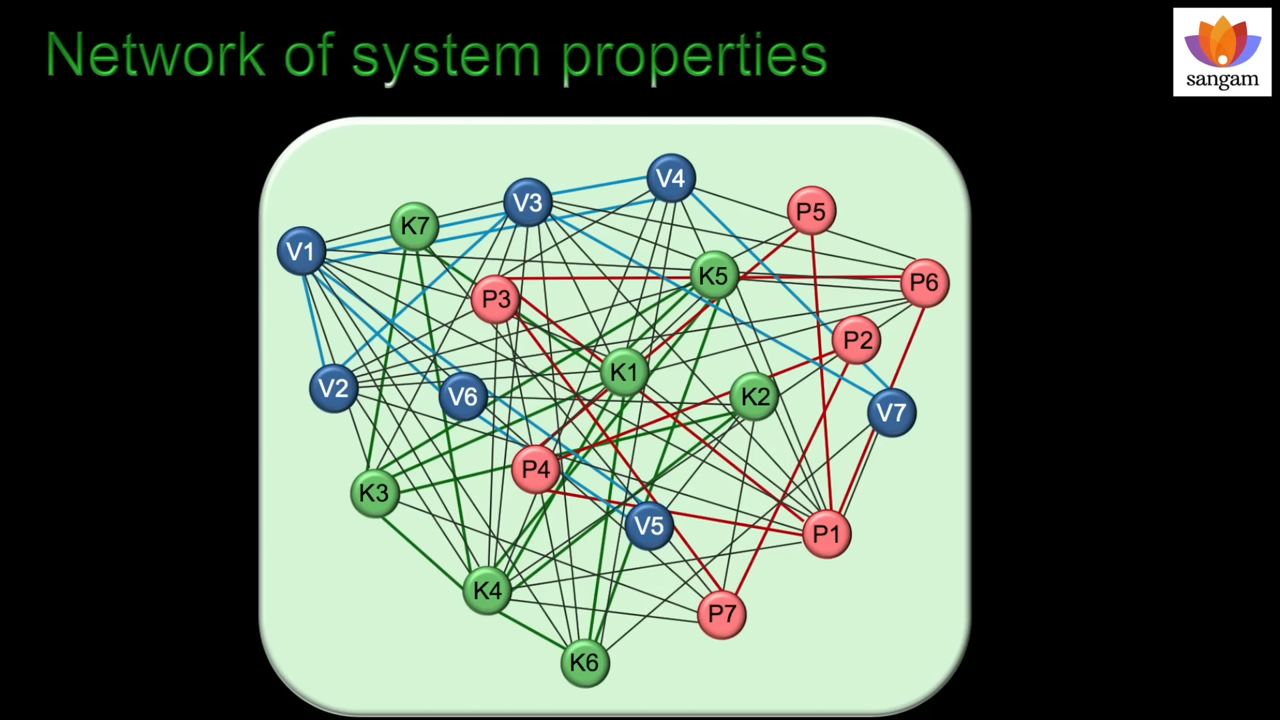 Network of system properties
sangam
V4
V3
P5
K7
V1
K5
P6
P3
P2
K1
V2
V6
K2
V7
P4
K3
V5
P1
K4
P7
K6